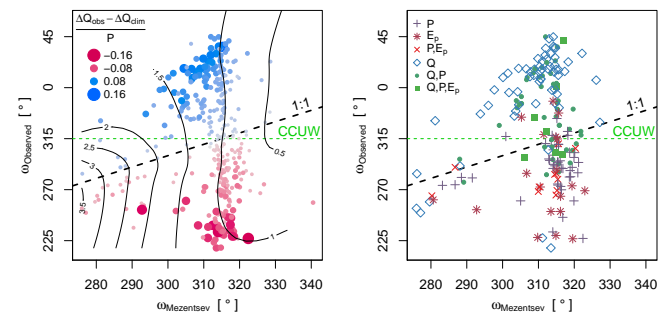 ΔQobs − ΔQclim
P
−0.16
−0.08
0.08
0.16
1.5
2
2.5
3
3.5
0.5
1
1:1
CCUW
45
0
315
270
225
ωObserved [ ° ]
280 290 300 310 320 330 340
ωMezentsev [ ° ]
P
Ep
P,Ep
Q
Q,P
Q,P,Ep
1:1
CCUW
45
0
315
270
225
ωObserved [ ° ]
280 290 300 310 320 330 340
ωMezentsev [ ° ]